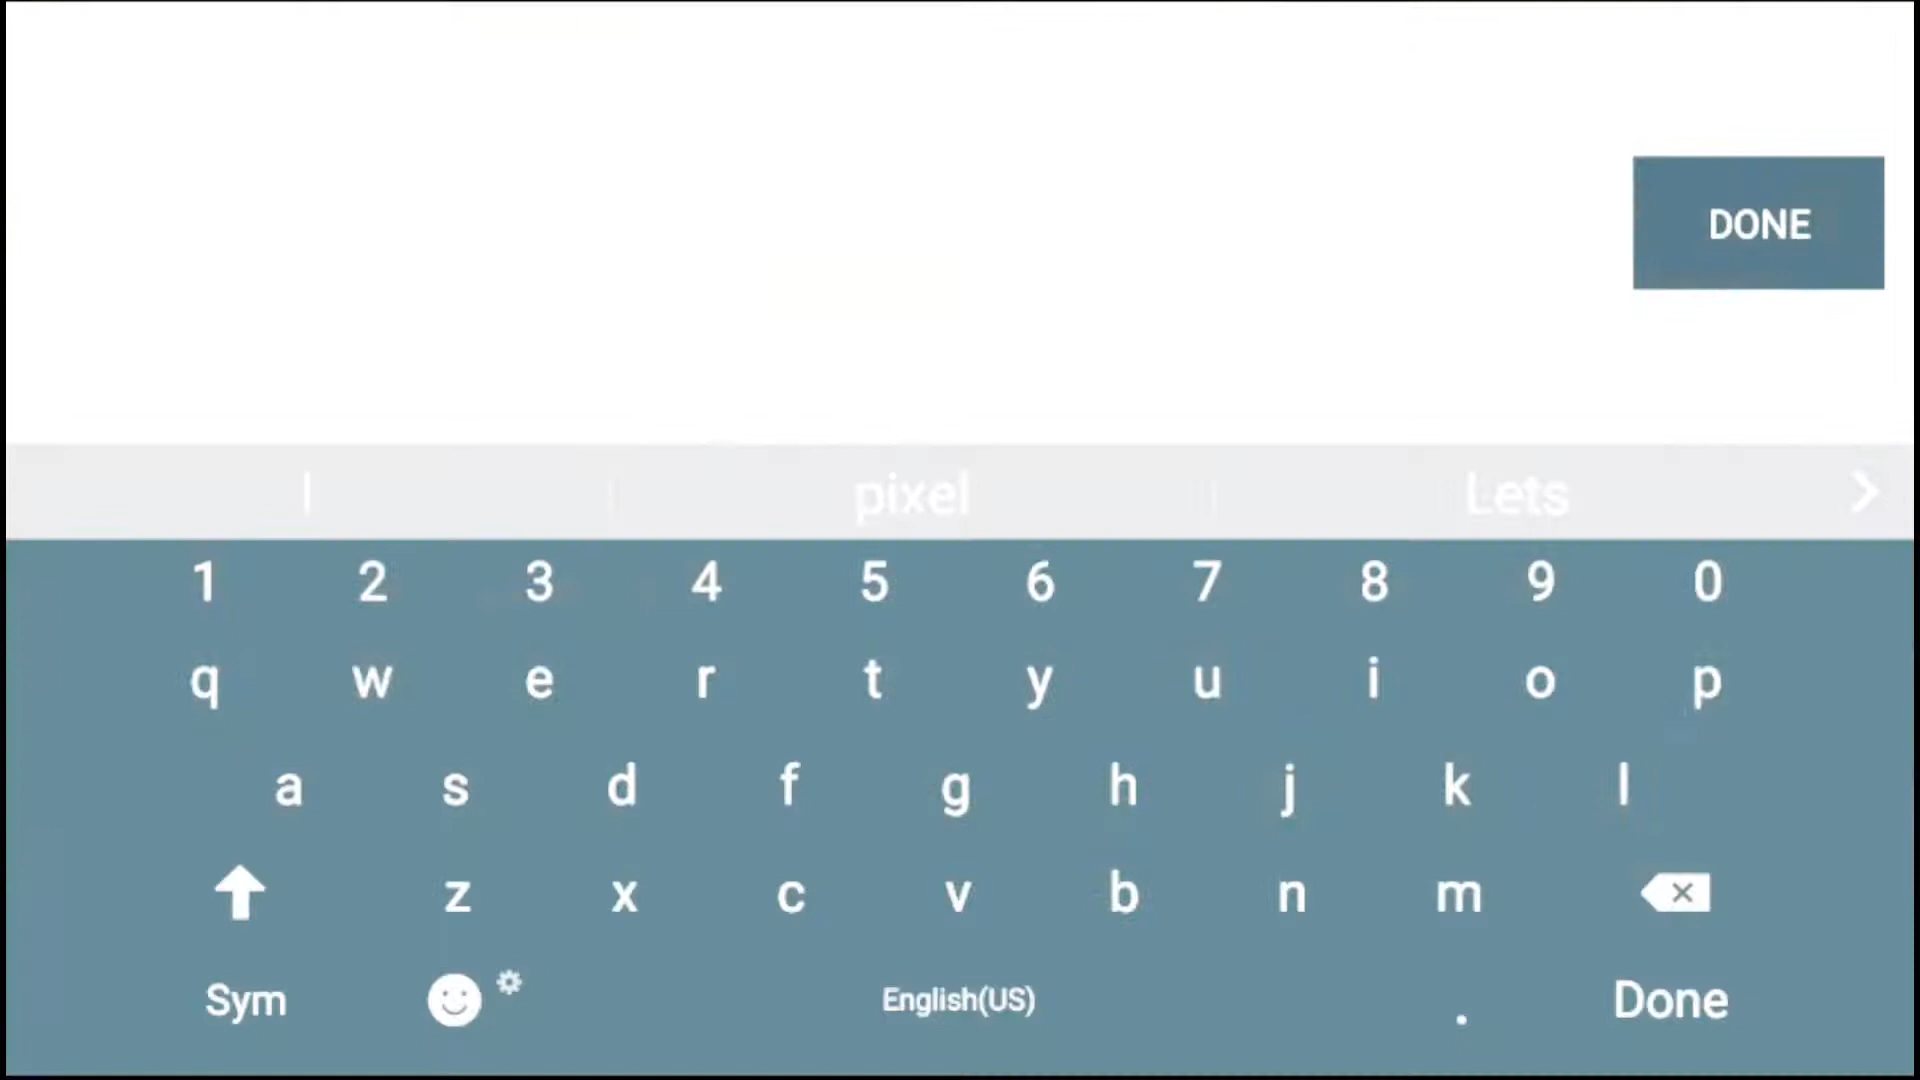 DONE
I pixel Lets
1 2 3 4 5 6 7 8 9 0
q w e r t y u i o p
a s d f g h j k l
z x c v b n m
Sym English(US) . Done